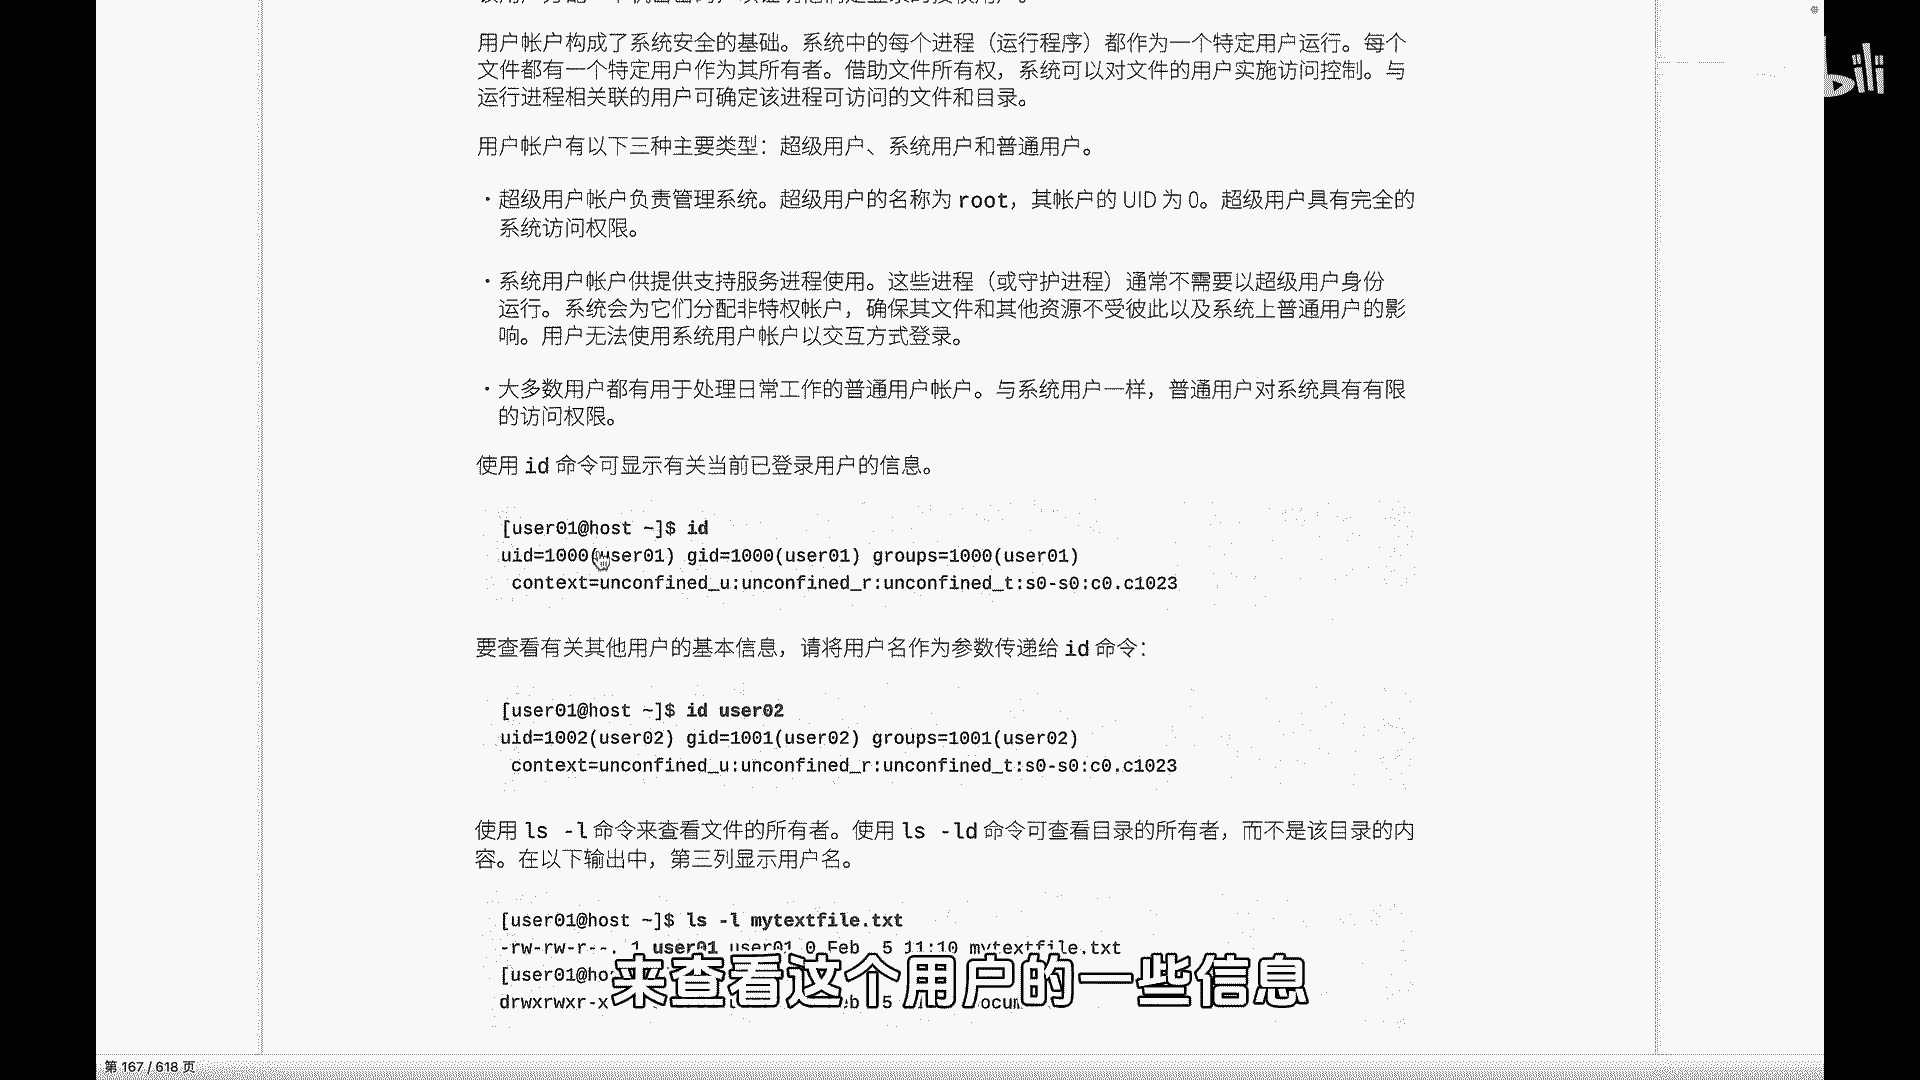 用户帐户构成了系统安全的基础。系统中的每个进程（运行程序）都作为一个特定用户运行。每个
文件都有一个特定用户作为其所有者。借助文件所有权，系统可以对文件的用户实施访问控制。与
运行进程相关联的用户可确定该进程可访问的文件和目录。
用户帐户有以下三种主要类型：超级用户、系统用户和普通用户。
· 超级用户帐户负责管理系统。超级用户的名称为 root，其帐户的 UID 为 0。超级用户具有完全的
系统访问权限。
· 系统用户帐户供提供支持服务进程使用。这些进程（或守护进程）通常不需要以超级用户身份
运行。系统会为它们分配非特权帐户，确保其文件和其他资源不受彼此以及系统上普通用户的影
响。用户无法使用系统用户帐户以交互方式登录。
· 大多数用户都有用于处理日常工作的普通用户帐户。与系统用户一样，普通用户对系统具有有限
的访问权限。
使用 id 命令可显示有关当前已登录用户的信息。
[user01@host ~]$ id
uid=1000(user01) gid=1000(user01) groups=1000(user01)
context=unconfined_u:unconfined_r:unconfined_t:s0-s0:c0.c1023
要查看有关其他用户的基本信息，请将用户名作为参数传递给 id 命令：
[user01@host ~]$ id user02
uid=1002(user02) gid=1001(user02) groups=1001(user02)
context=unconfined_u:unconfined_r:unconfined_t:s0-s0:c0.c1023
使用 ls -l 命令来查看文件的所有者。使用 ls -ld 命令可查看目录的所有者，而不是该目录的内
容。在以下输出中，第三列显示用户名。
[user01@host ~]$ ls -l mytextfile.txt
-rw-rw-r--. 1 user01 user01 0 Feb  5 11:10 mytextfile.txt
[user01@ho
drwxrwxr-x
来查看这个用户的一些信息
第 167 / 618 页
bili